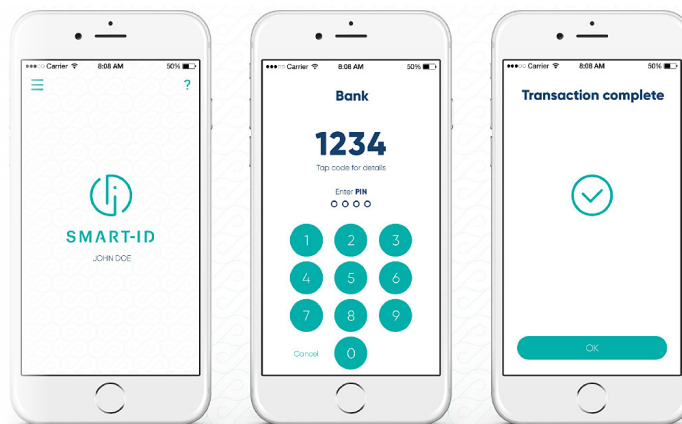 Carrier 8:08 AM 50%
?
SMART-ID
JOHN DOE
Carrier 8:08 AM 50%
Bank
1234
Tap code for details
Enter PIN
1 2 3
4 5 6
7 8 9
Cancel 0
Carrier 8:08 AM 50%
Transaction complete
OK